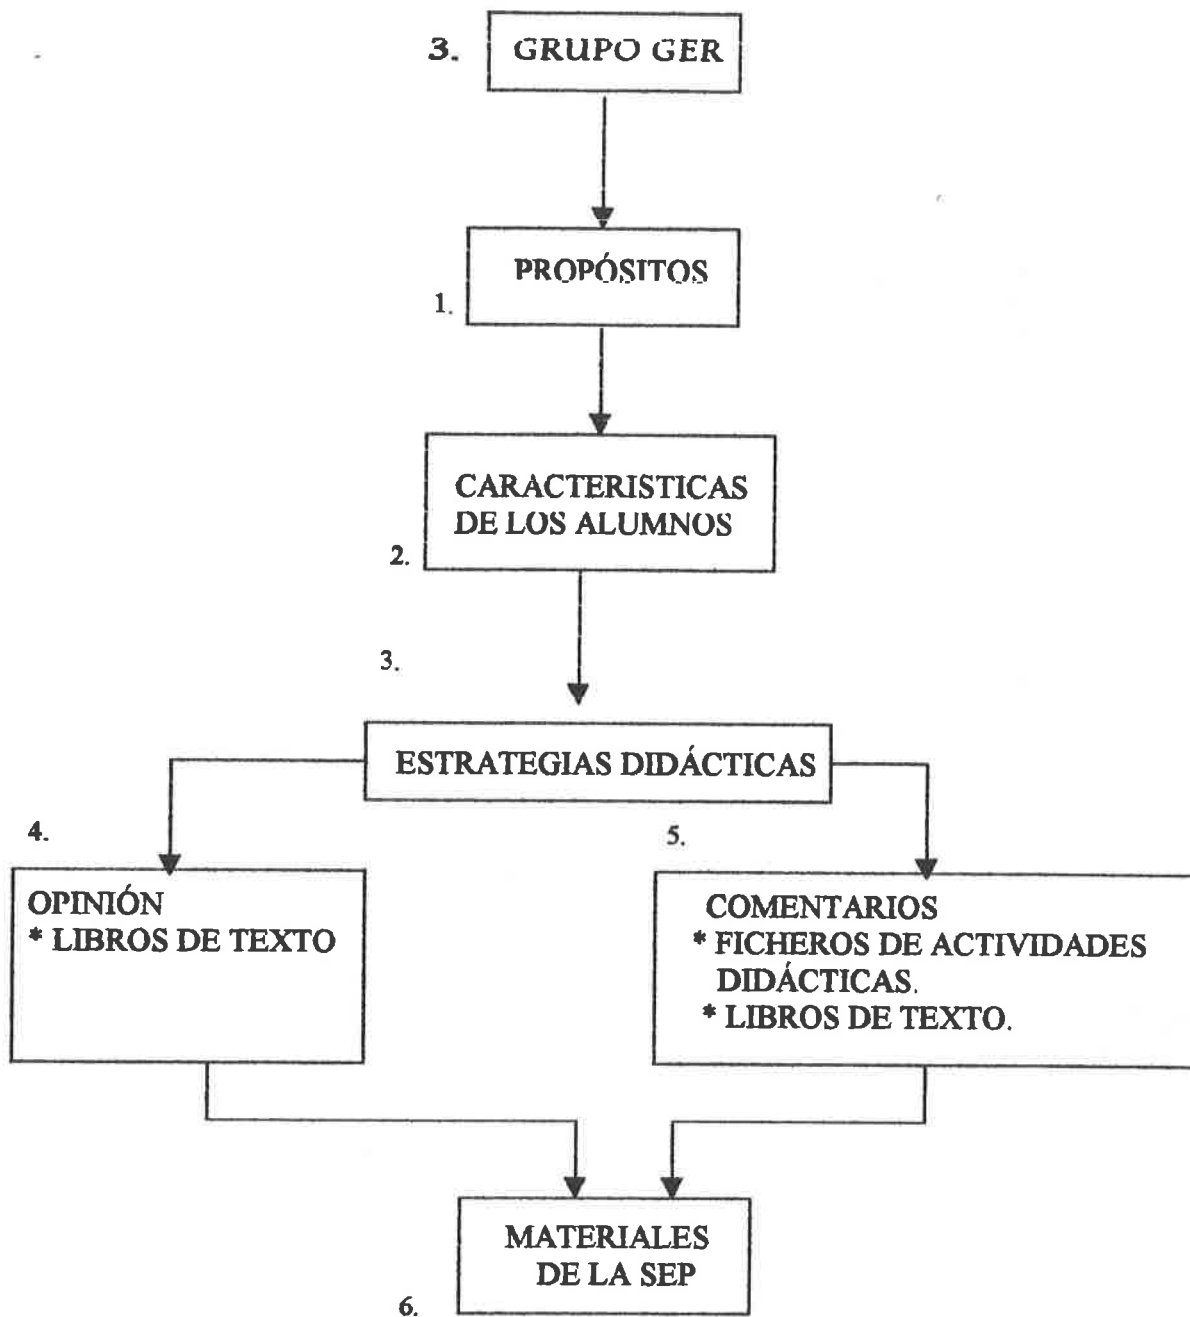 3. GRUPO GER
PROPÓSITOS
1.
CARACTERISTICAS
DE LOS ALUMNOS
2.
3.
ESTRATEGIAS DIDÁCTICAS
4.
OPINIÓN
* LIBROS DE TEXTO
5.
COMENTARIOS
* FICHEROS DE ACTIVIDADES
DIDÁCTICAS.
* LIBROS DE TEXTO.
MATERIALES
DE LA SEP
6.